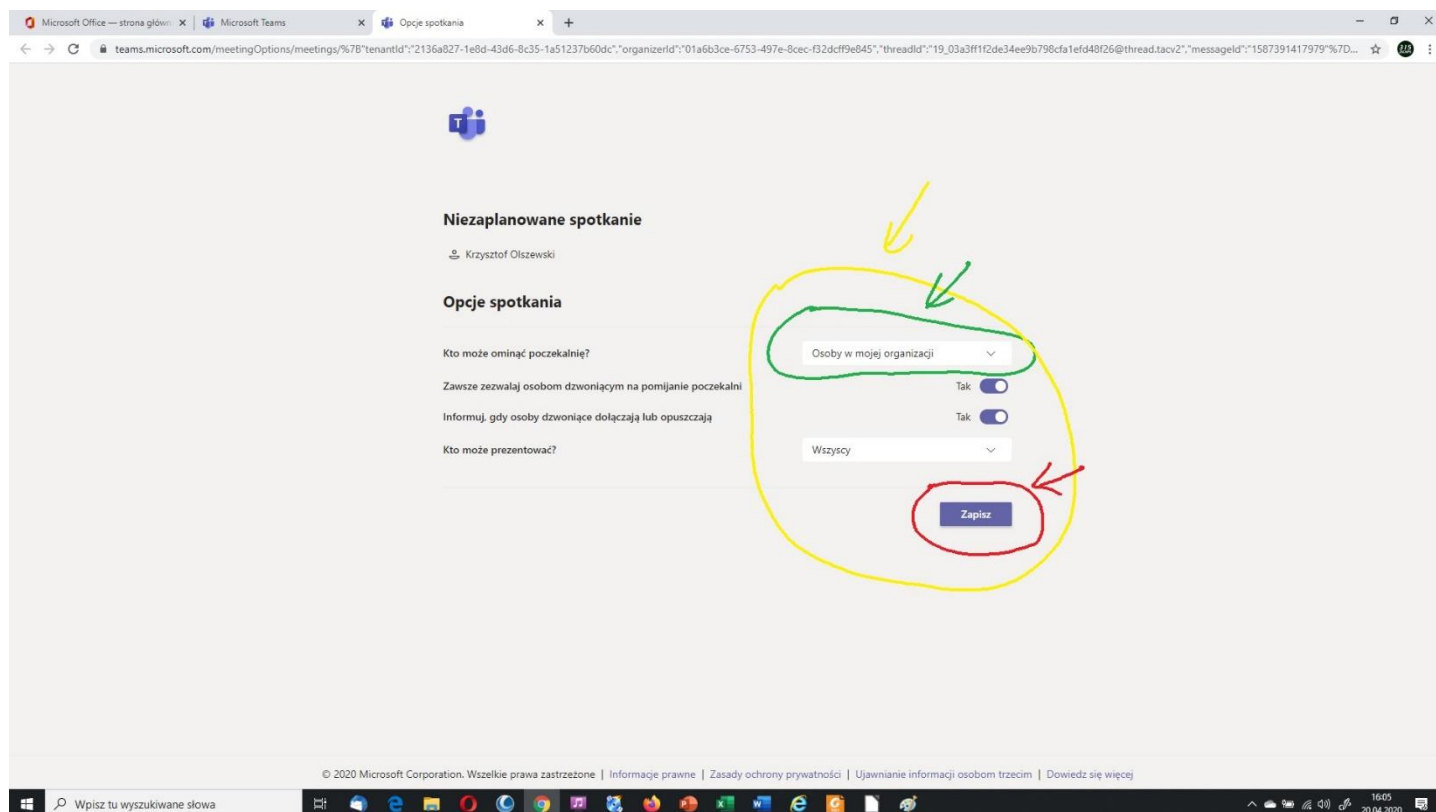 Microsoft Office — strona główn
Microsoft Teams
Opcje spotkania
teams.microsoft.com/meetingOptions/meetings/%7B"tenantId":"2136a827-1e8d-43d6-8c35-1a51237b60dc","organizerId":"01a6b3ce-6753-497e-8cec-f32dcff9e845","threadId":"19_03a3ff1f2de34ee9b798cfa1efd48f26@thread.tacv2","messageId":"1587391417979"%7D...
T
Niezaplanowane spotkanie
Krzysztof Olszewski
Opcje spotkania
Kto może ominąć poczekalnię? Osoby w mojej organizacji
Zawsze zezwalaj osobom dzwoniącym na pomijanie poczekalni Tak
Informuj, gdy osoby dzwoniące dołączają lub opuszczają Tak
Kto może prezentować? Wszyscy
Zapisz
© 2020 Microsoft Corporation. Wszelkie prawa zastrzeżone | Informacje prawne | Zasady ochrony prywatności | Ujawnianie informacji osobom trzecim | Dowiedz się więcej
Wpisz tu wyszukiwane słowa
16:05
20.04.2020